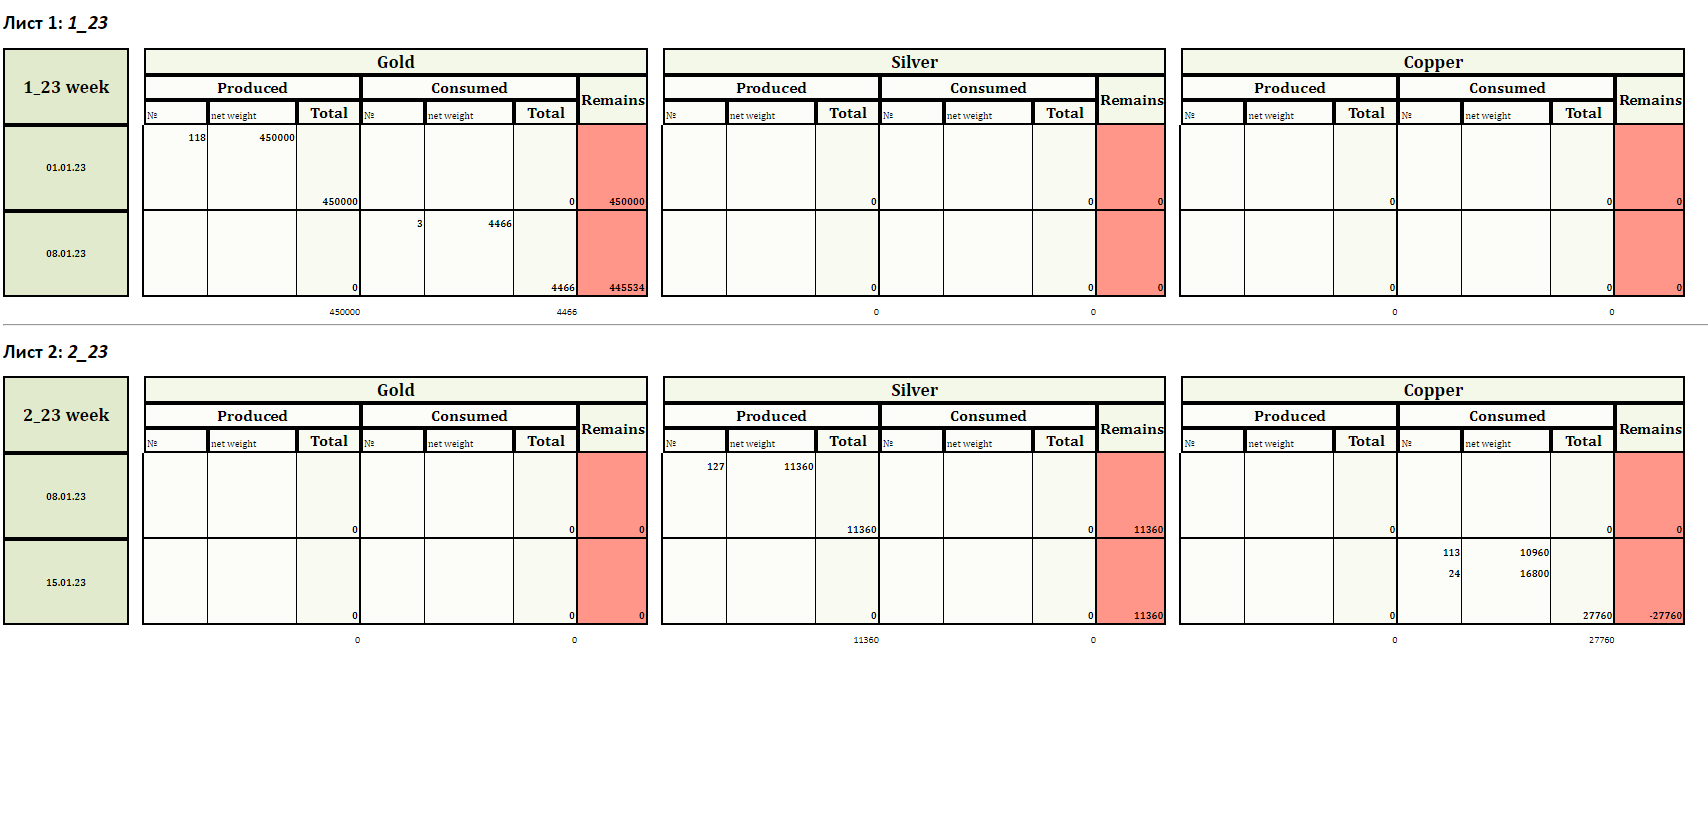 Лист 1: 1_23
1_23 week Gold Silver Copper
Produced Consumed Remains Produced Consumed Remains Produced Consumed Remains
№ net weight Total № net weight Total № net weight Total № net weight Total № net weight Total № net weight Total
01.01.23 118 450000
450000 0 450000 0 0 0 0 0 0
08.01.23 3 4466
0 4466 445534 0 0 0 0 0 0
450000 4466 0 0 0 0
Лист 2: 2_23
2_23 week Gold Silver Copper
Produced Consumed Remains Produced Consumed Remains Produced Consumed Remains
№ net weight Total № net weight Total № net weight Total № net weight Total № net weight Total № net weight Total
08.01.23 127 11360
0 0 0 11360 0 11360 0 0 0
15.01.23 113 10960
24 16800
0 0 0 0 0 11360 0 27760 -27760
0 0 11360 0 0 27760